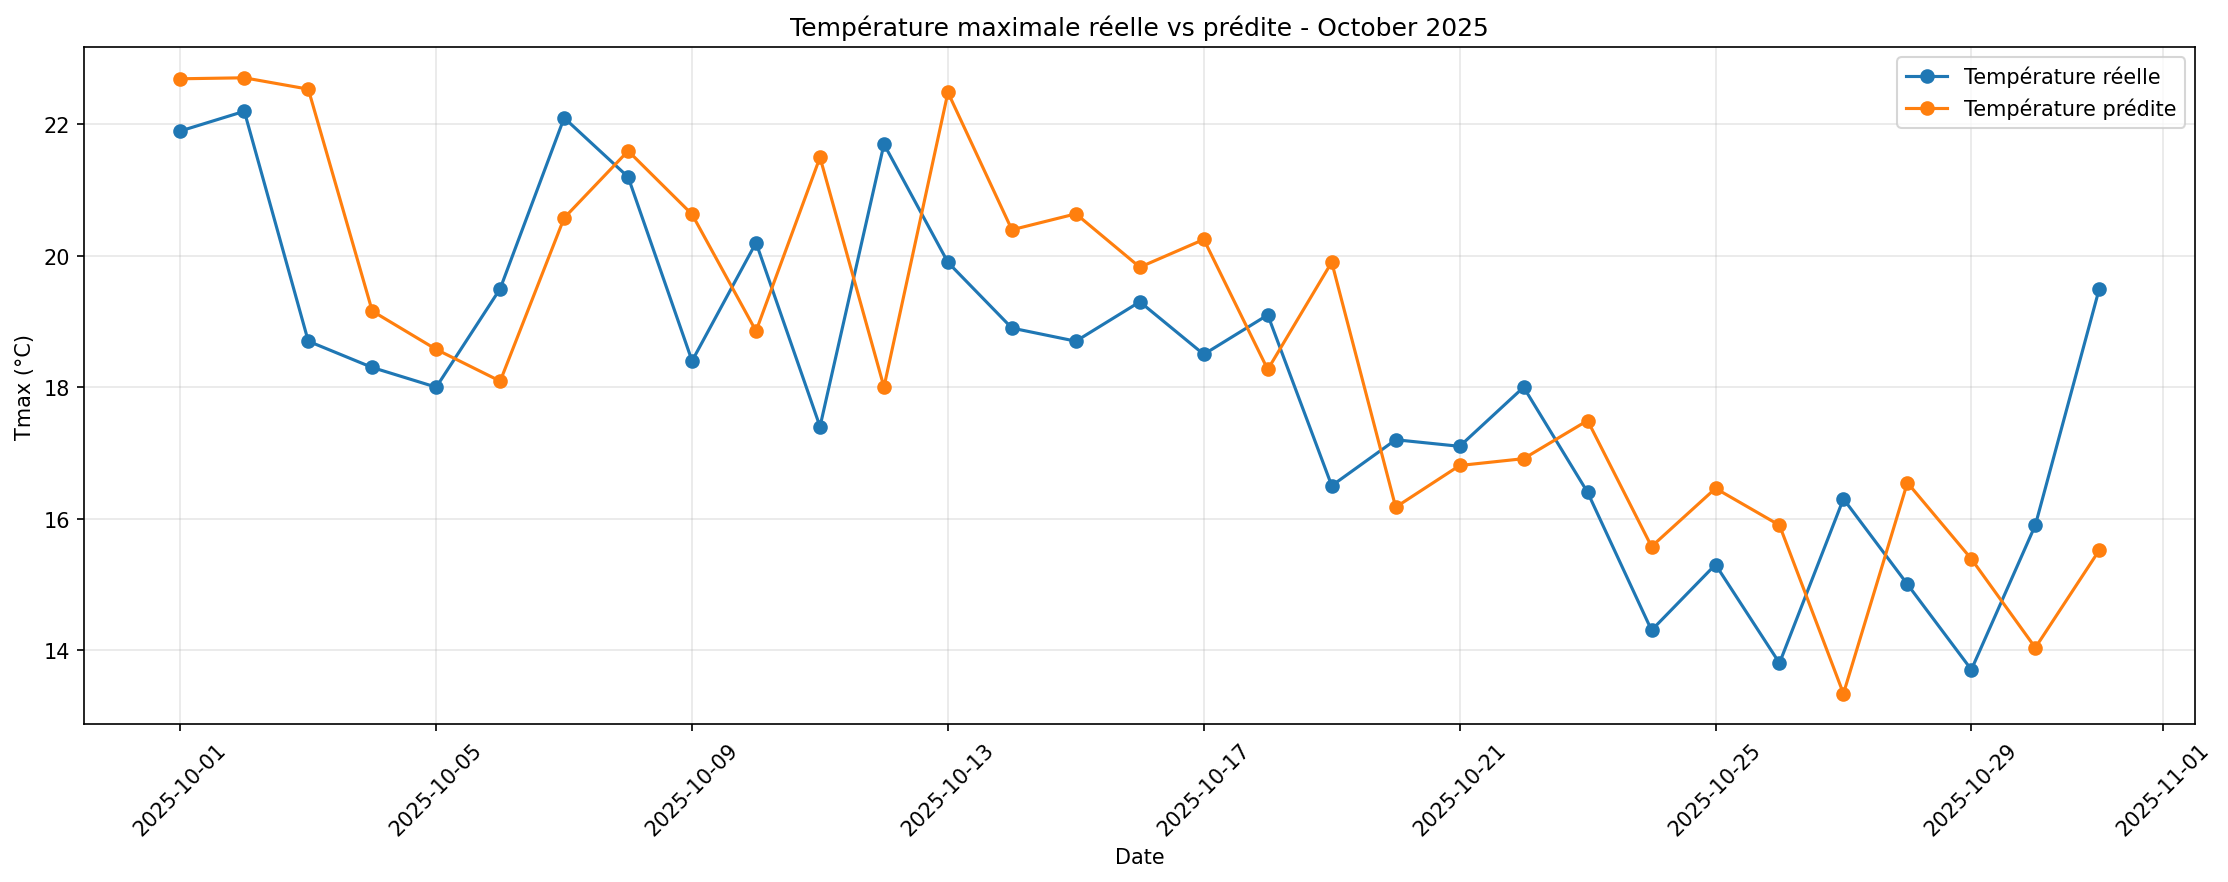 Température maximale réelle vs prédite - October 2025
Température réelle
Température prédite
Tmax (°C)
22
20
18
16
14
2025-10-01
2025-10-05
2025-10-09
2025-10-13
2025-10-17
2025-10-21
2025-10-25
2025-10-29
2025-11-01
Date